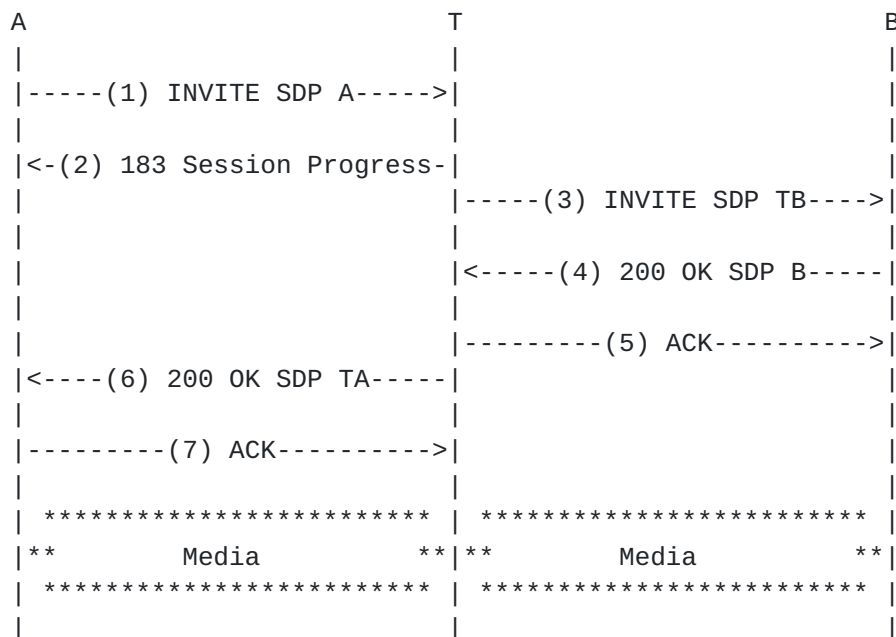 A T B
|-----(1) INVITE SDP A----->|
|<-(2) 183 Session Progress-|
|-----(3) INVITE SDP TB---->|
|<-----(4) 200 OK SDP B-----|
|---------(5) ACK---------->|
|<----(6) 200 OK SDP TA-----|
|---------(7) ACK---------->|
| ************************* | ************************* |
|** Media **|** Media **|
| ************************* | ************************* |